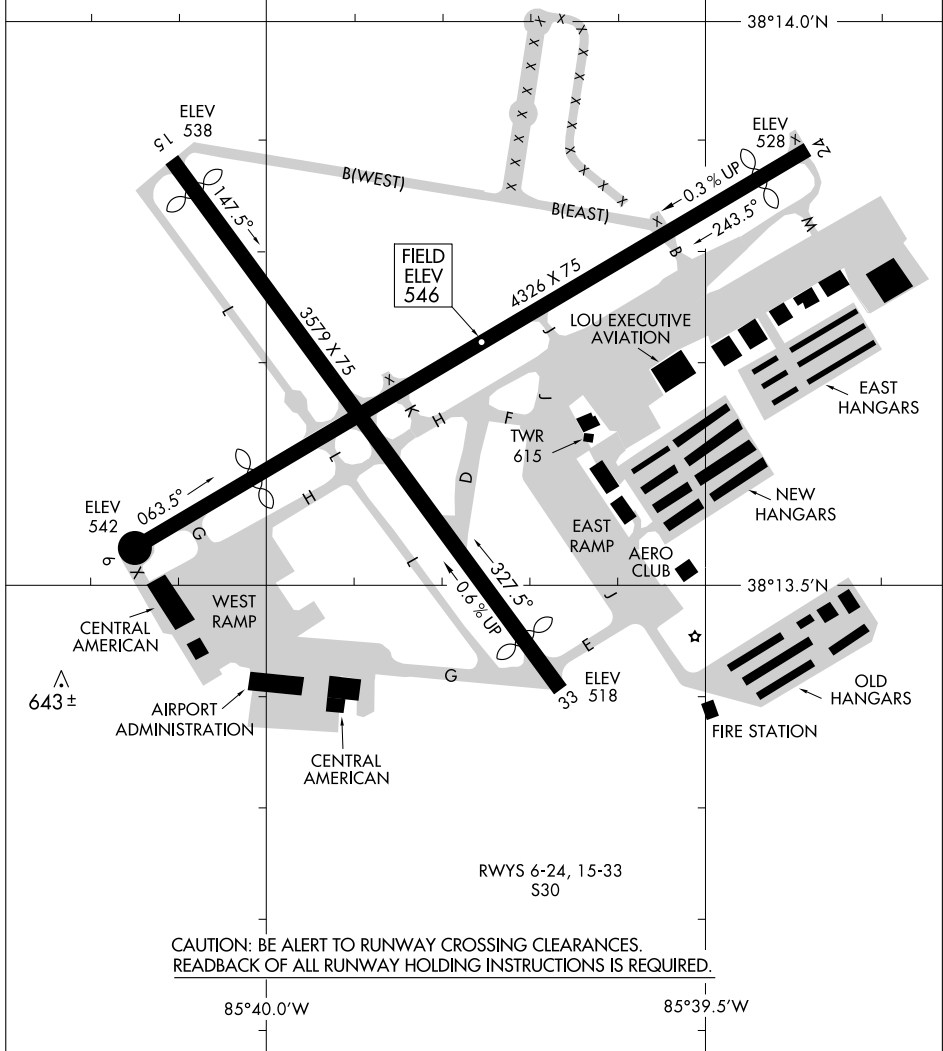 38°14.0'N
ELEV
538
15
ELEV
528
24
B(WEST)
0.3 % UP
147.5°
B(EAST)
243.5°
W
FIELD
ELEV
546
B
4326 X 75
L
3579 X 75
LOU EXECUTIVE
AVIATION
J
EAST
HANGARS
K
H
F
J
TWR
615
L
063.5°
H
D
NEW
HANGARS
ELEV
542
G
EAST
RAMP
AERO
CLUB
6
X
L
327.5°
0.6 % UP
38°13.5'N
WEST
RAMP
J
CENTRAL
AMERICAN
E
643 ±
G
ELEV
518
33
OLD
HANGARS
AIRPORT
ADMINISTRATION
FIRE STATION
CENTRAL
AMERICAN
RWYS 6-24, 15-33
S30
CAUTION: BE ALERT TO RUNWAY CROSSING CLEARANCES.
READBACK OF ALL RUNWAY HOLDING INSTRUCTIONS IS REQUIRED.
85°40.0'W
85°39.5'W